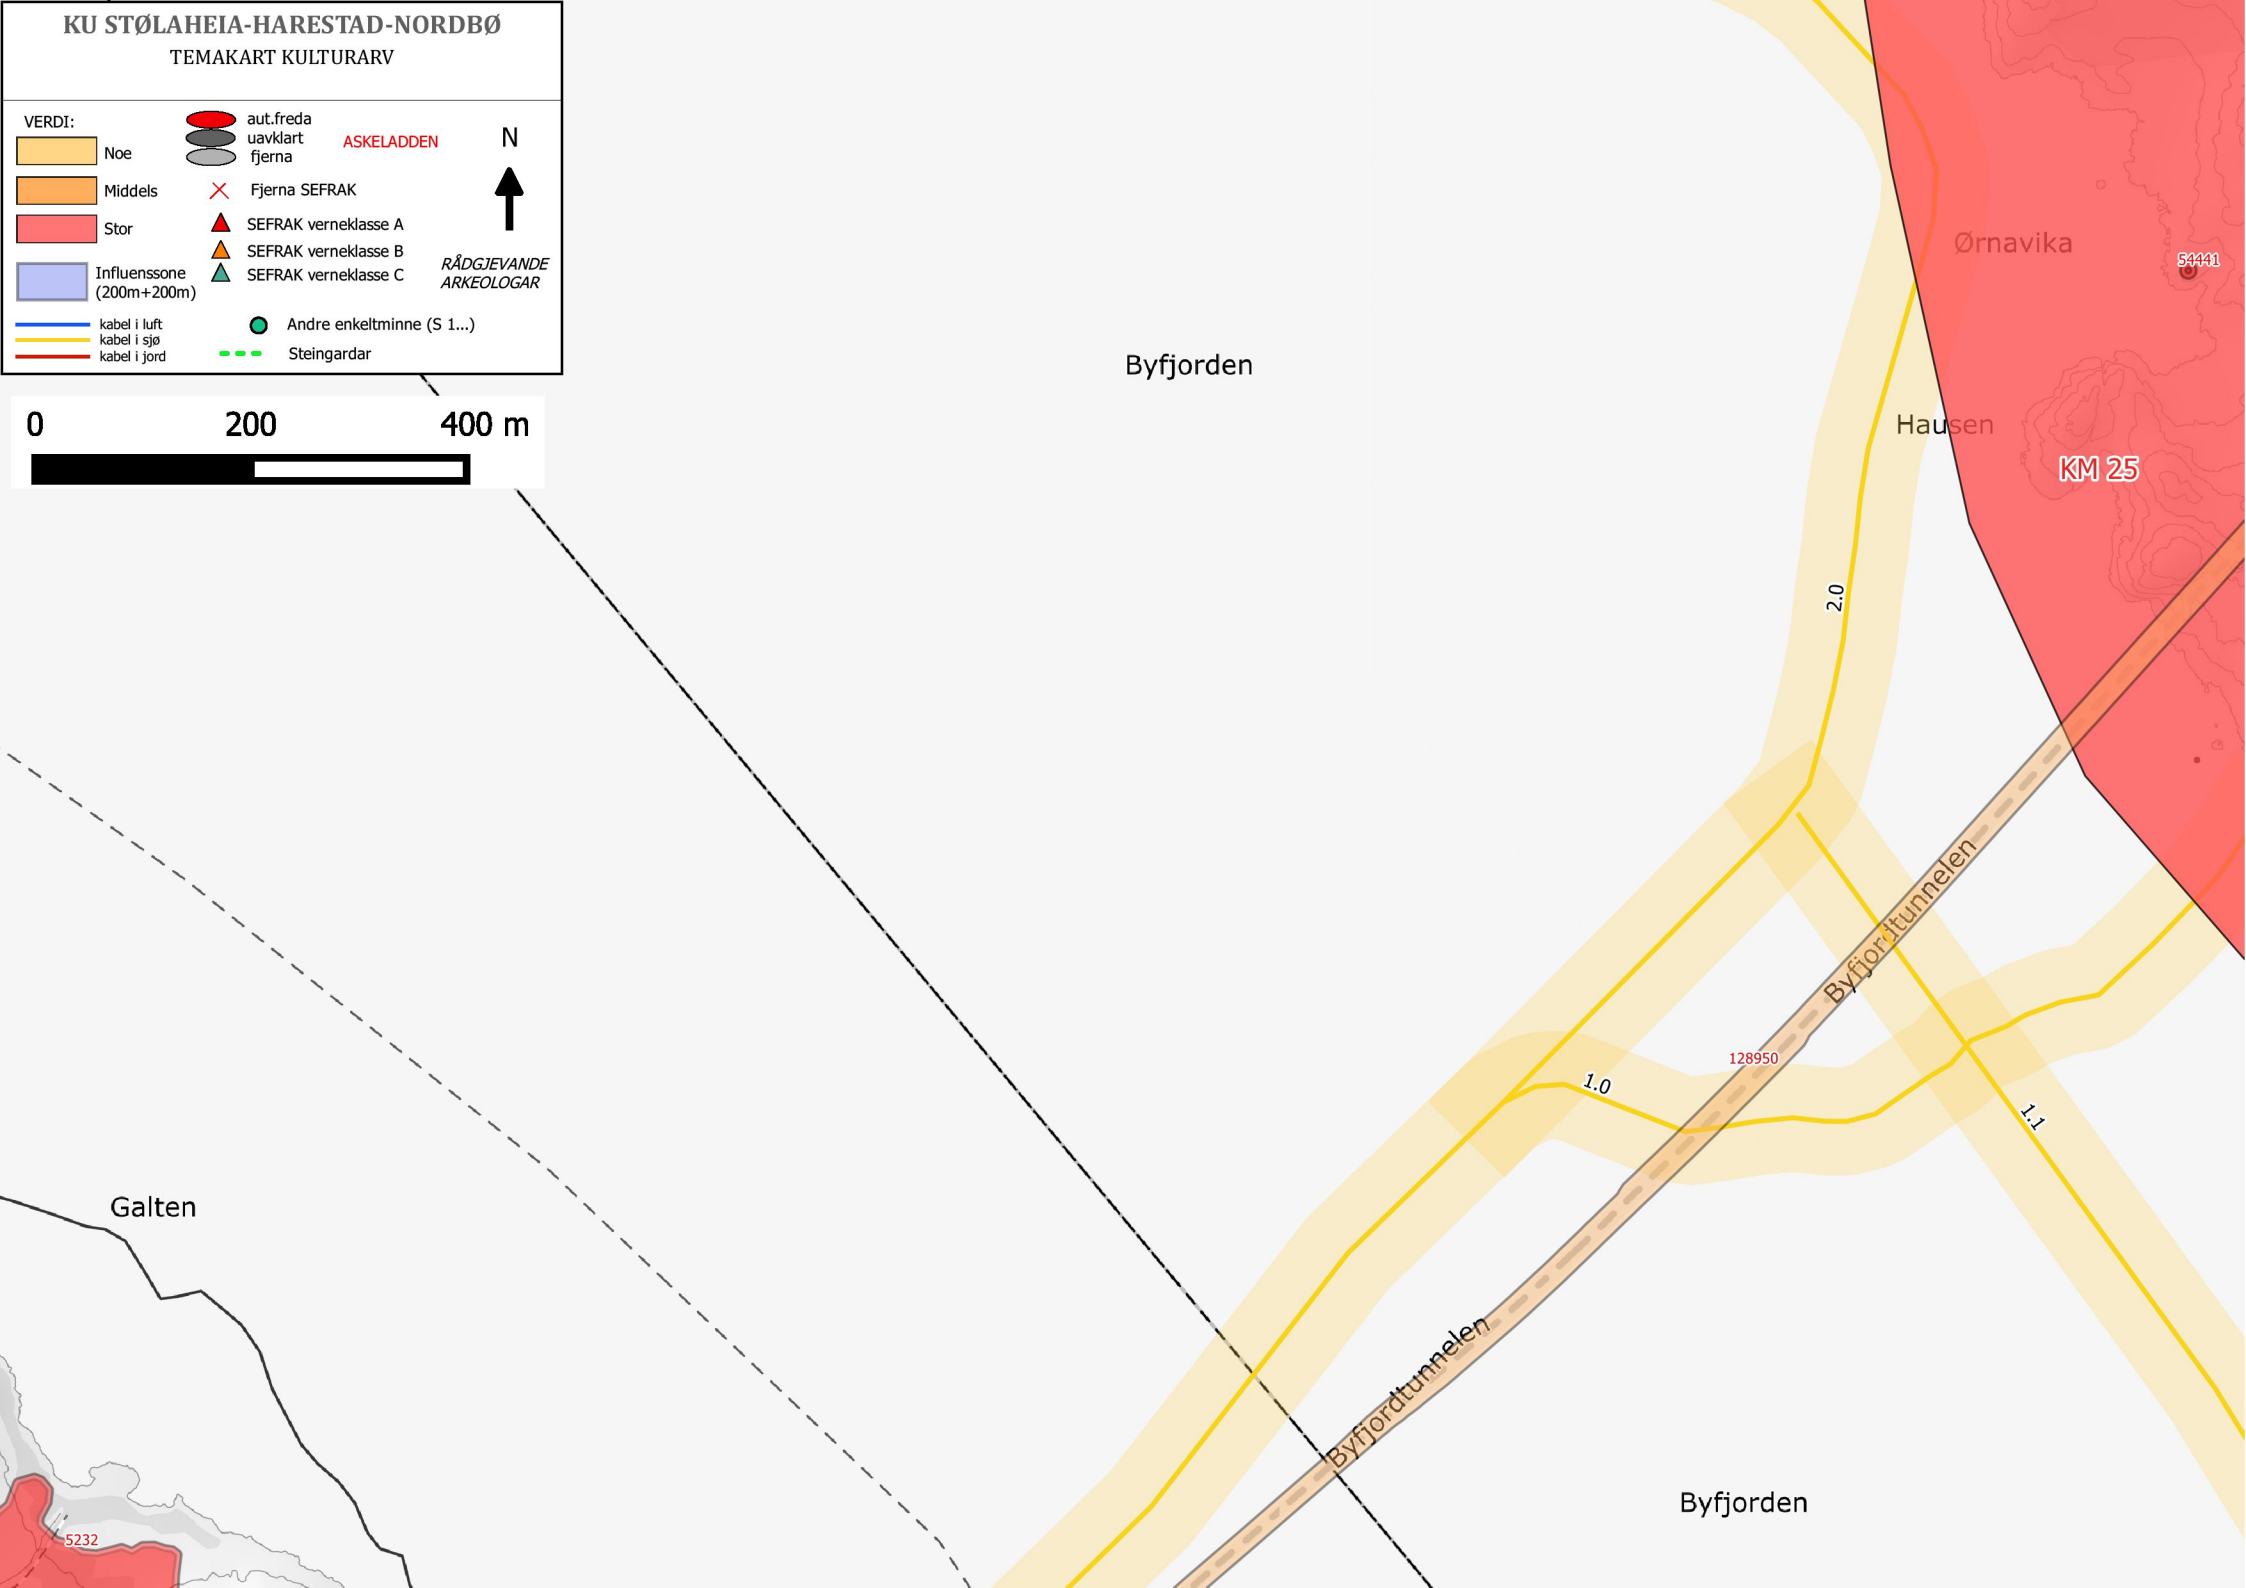 KU STØLAHEIA-HARESTAD-NORDBØ
TEMAKART KULTURARV
VERDI:
Noe
Middels
Stor
Influenssone
(200m+200m)
kabel i luft
kabel i sjø
kabel i jord
aut.freda
uavklart
fjerna
ASKELADDEN
Fjerna SEFRAK
SEFRAK verneklasse A
SEFRAK verneklasse B
SEFRAK verneklasse C
Andre enkeltminne (S 1...)
Steingardar
N
RÅDGJEVANDE
ARKEOLOGAR
0 200 400 m
Ørnavika
54441
Byfjorden
Hausen
KM 25
2.0
Byfjordtunnelen
128950
1.0
1.1
Galten
Byfjordtunnelen
Byfjorden
5232